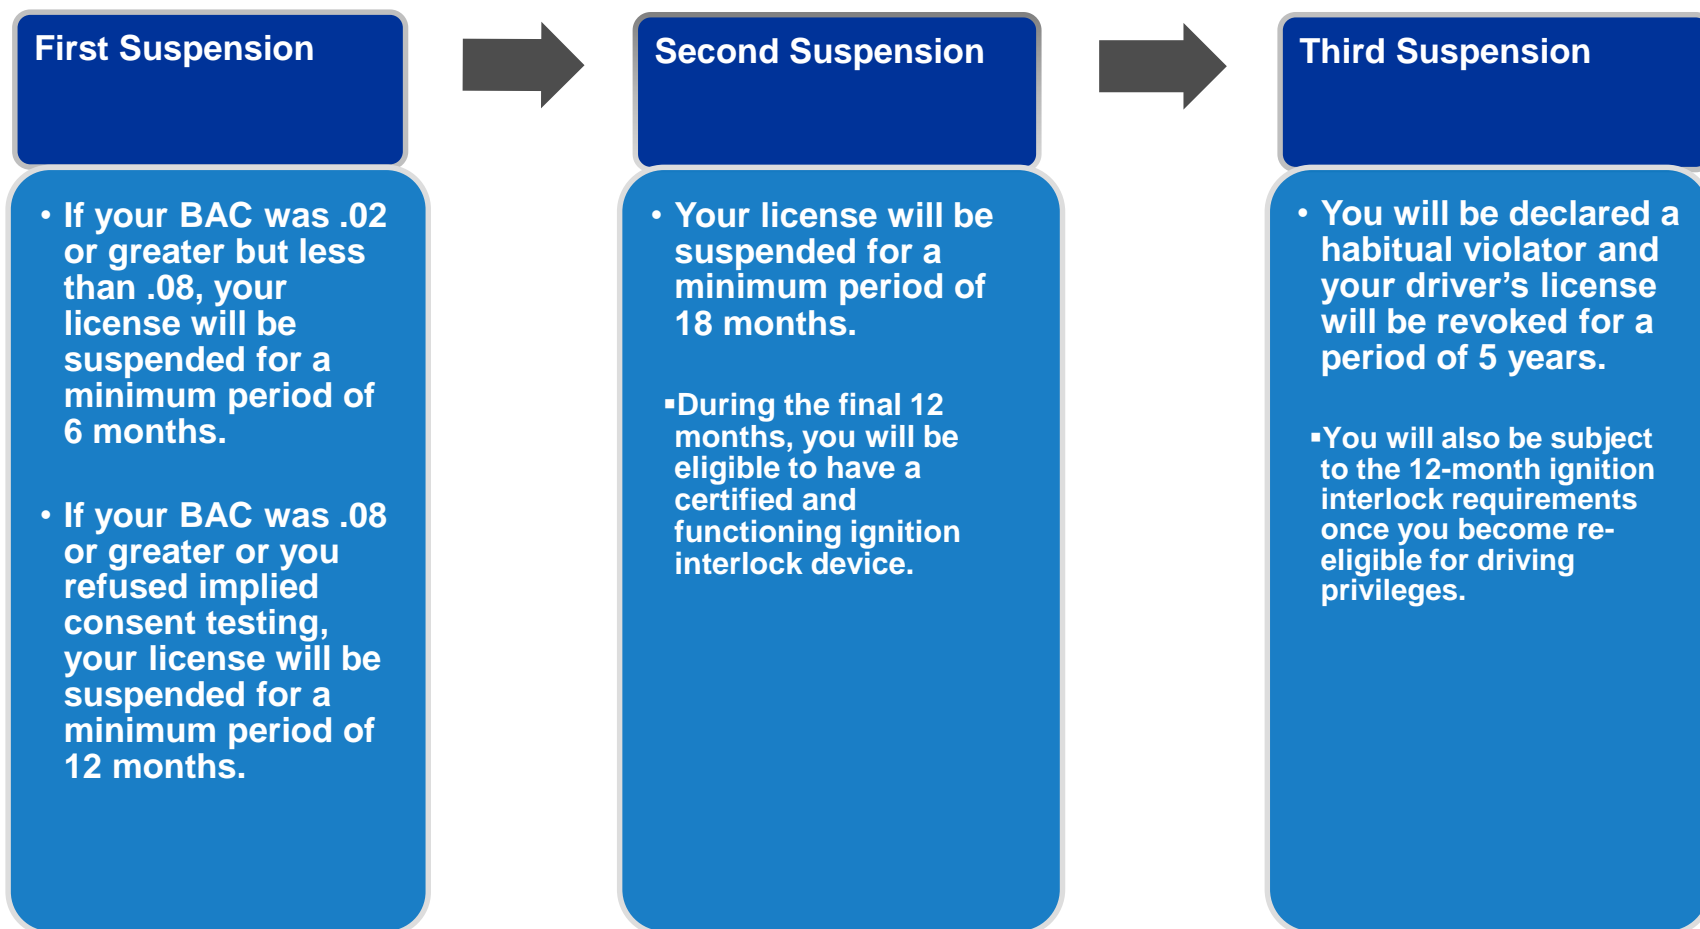 First Suspension
• If your BAC was .02
or greater but less
than .08, your
license will be
suspended for a
minimum period of
6 months.
• If your BAC was .08
or greater or you
refused implied
consent testing,
your license will be
suspended for a
minimum period of
12 months.
Second Suspension
• Your license will be
suspended for a
minimum period of
18 months.
▪During the final 12
months, you will be
eligible to have a
certified and
functioning ignition
interlock device.
Third Suspension
• You will be declared a
habitual violator and
your driver’s license
will be revoked for a
period of 5 years.
▪You will also be subject
to the 12-month ignition
interlock requirements
once you become re-
eligible for driving
privileges.